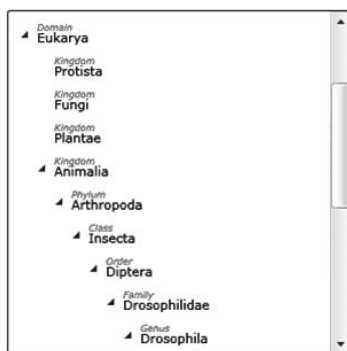 Domain
Eukarya
Kingdom
Protista
Kingdom
Fungi
Kingdom
Plantae
Kingdom
Animalia
Phylum
Arthropoda
Class
Insecta
Order
Diptera
Family
Drosophilidae
Genus
Drosophila